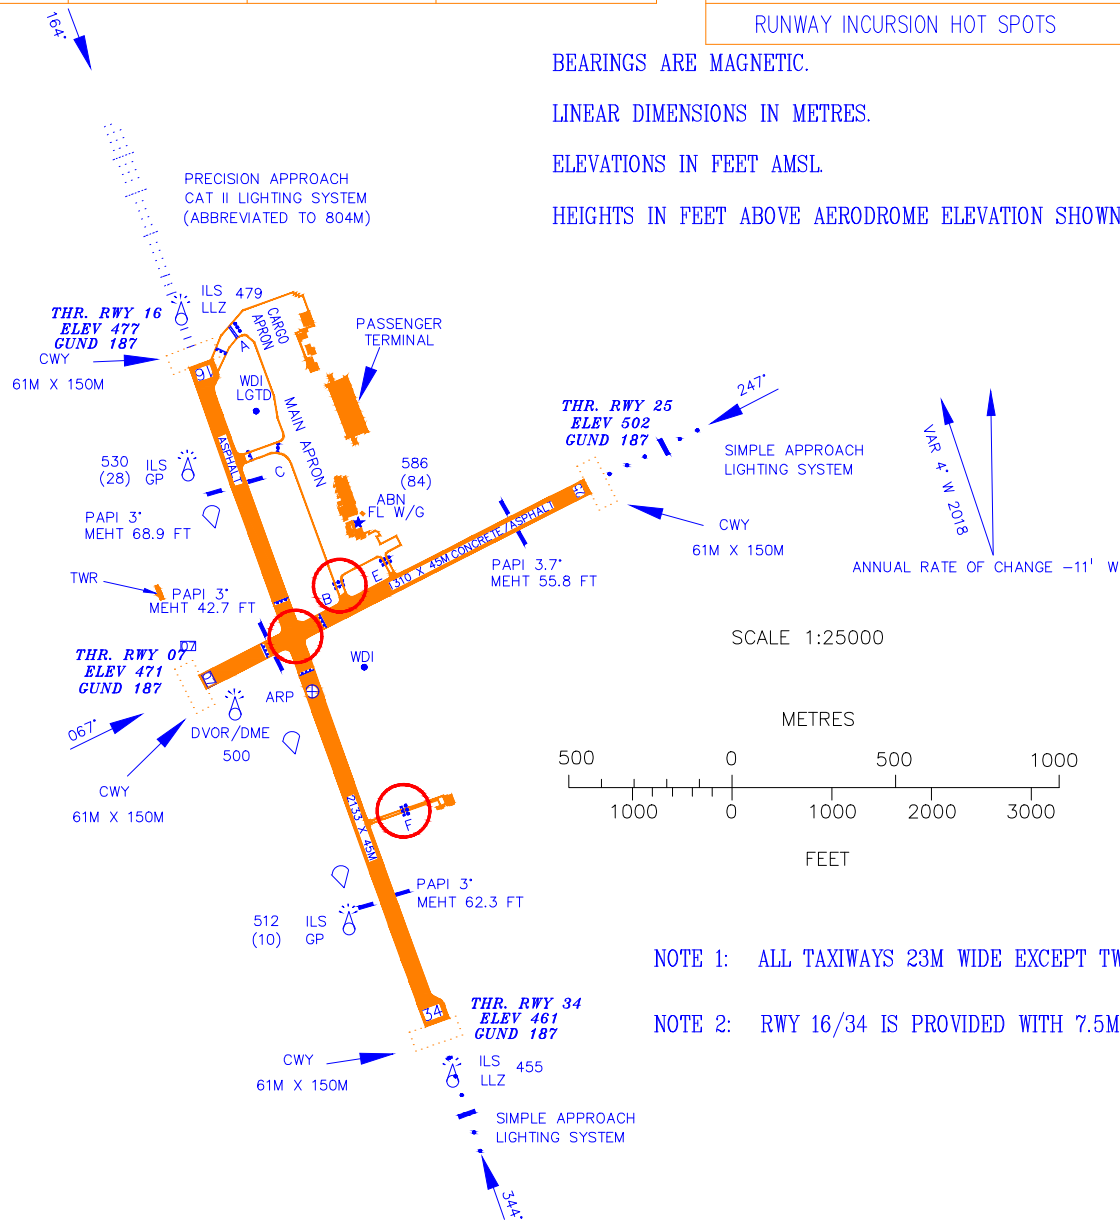 164°
RUNWAY INCURSION HOT SPOTS
BEARINGS ARE MAGNETIC.
LINEAR DIMENSIONS IN METRES.
ELEVATIONS IN FEET AMSL.
HEIGHTS IN FEET ABOVE AERODROME ELEVATION SHOWN
PRECISION APPROACH
CAT II LIGHTING SYSTEM
(ABBREVIATED TO 804M)
ILS 479
LLZ
THR. RWY 16
ELEV 477
GUND 187
CWY
61M X 150M
16
A
CARGO
APRON
PASSENGER
TERMINAL
WDI
LGTD
MAIN APRON
ASPHALT
C
530 ILS
(28) GP
PAPI 3°
MEHT 68.9 FT
586
(84)
ABN
FL W/G
THR. RWY 25
ELEV 502
GUND 187
247°
SIMPLE APPROACH
LIGHTING SYSTEM
25
CWY
61M X 150M
VAR 4° W 2018
ANNUAL RATE OF CHANGE -11' W
1310 X 45M CONCRETE/ASPHALT
PAPI 3.7°
MEHT 55.8 FT
E
B
TWR
PAPI 3°
MEHT 42.7 FT
07
THR. RWY 07
ELEV 471
GUND 187
07
WDI
ARP
067°
DVOR/DME
500
CWY
61M X 150M
SCALE 1:25000
METRES
500 0 500 1000
1000 0 1000 2000 3000
FEET
2133 X 45M
F
PAPI 3°
MEHT 62.3 FT
512 ILS
(10) GP
NOTE 1: ALL TAXIWAYS 23M WIDE EXCEPT TW
NOTE 2: RWY 16/34 IS PROVIDED WITH 7.5M
34
THR. RWY 34
ELEV 461
GUND 187
CWY
61M X 150M
ILS 455
LLZ
SIMPLE APPROACH
LIGHTING SYSTEM
344°